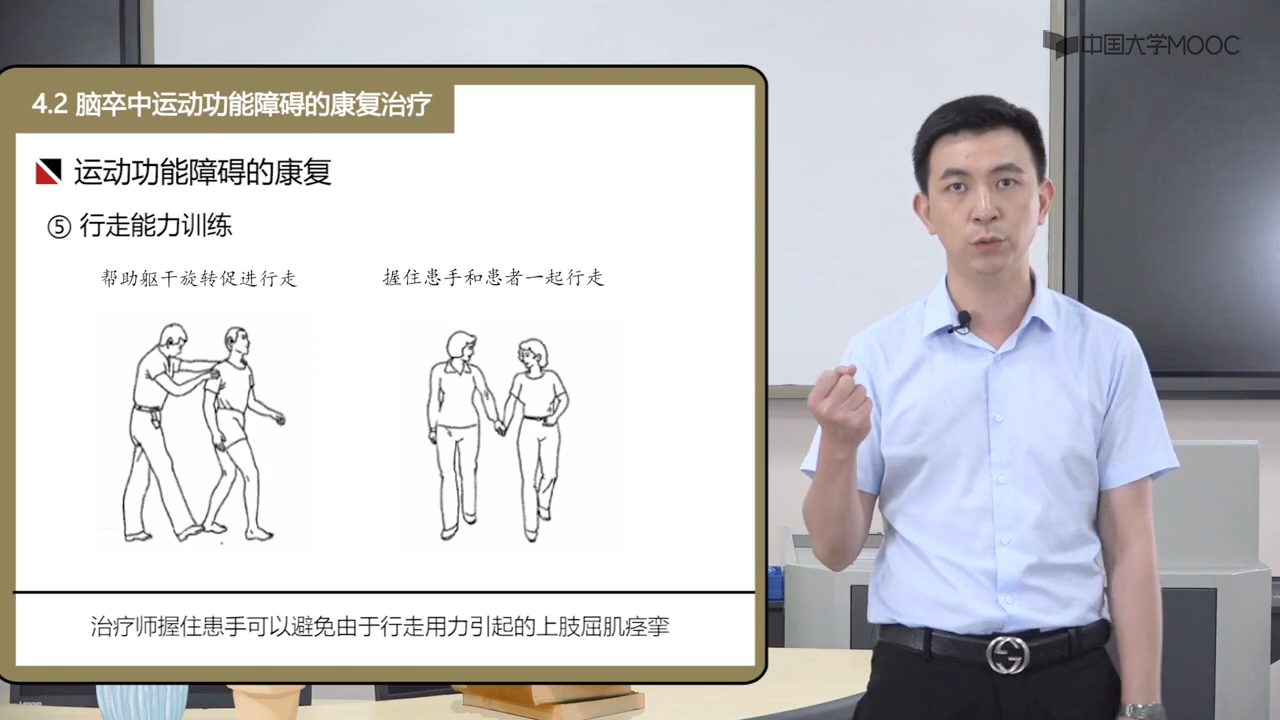 中国大学MOOC
4.2 脑卒中运动功能障碍的康复治疗
运动功能障碍的康复
⑤ 行走能力训练
帮助躯干旋转促进行走
握住患手和患者一起行走
治疗师握住患手可以避免由于行走用力引起的上肢屈肌痉挛
Lenovo